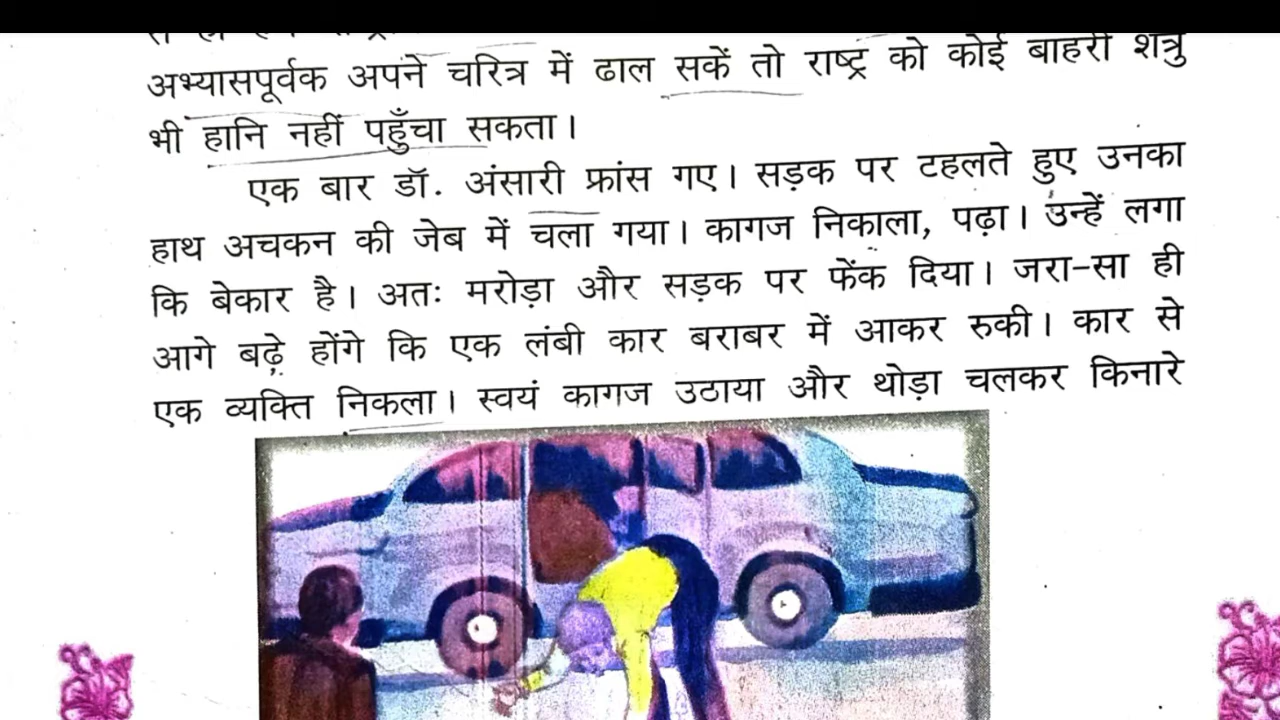 अभ्यासपूर्वक अपने चरित्र में ढाल सकें तो राष्ट्र को कोई बाहरी शत्रु
भी हानि नहीं पहुँचा सकता।
एक बार डॉ. अंसारी फ्रांस गए। सड़क पर टहलते हुए उनका
हाथ अचकन की जेब में चला गया। कागज निकाला, पढ़ा। उन्हें लगा
कि बेकार है। अतः मरोड़ा और सड़क पर फेंक दिया। जरा-सा ही
आगे बढ़े होंगे कि एक लंबी कार बराबर में आकर रुकी। कार से
एक व्यक्ति निकला। स्वयं कागज उठाया और थोड़ा चलकर किनारे